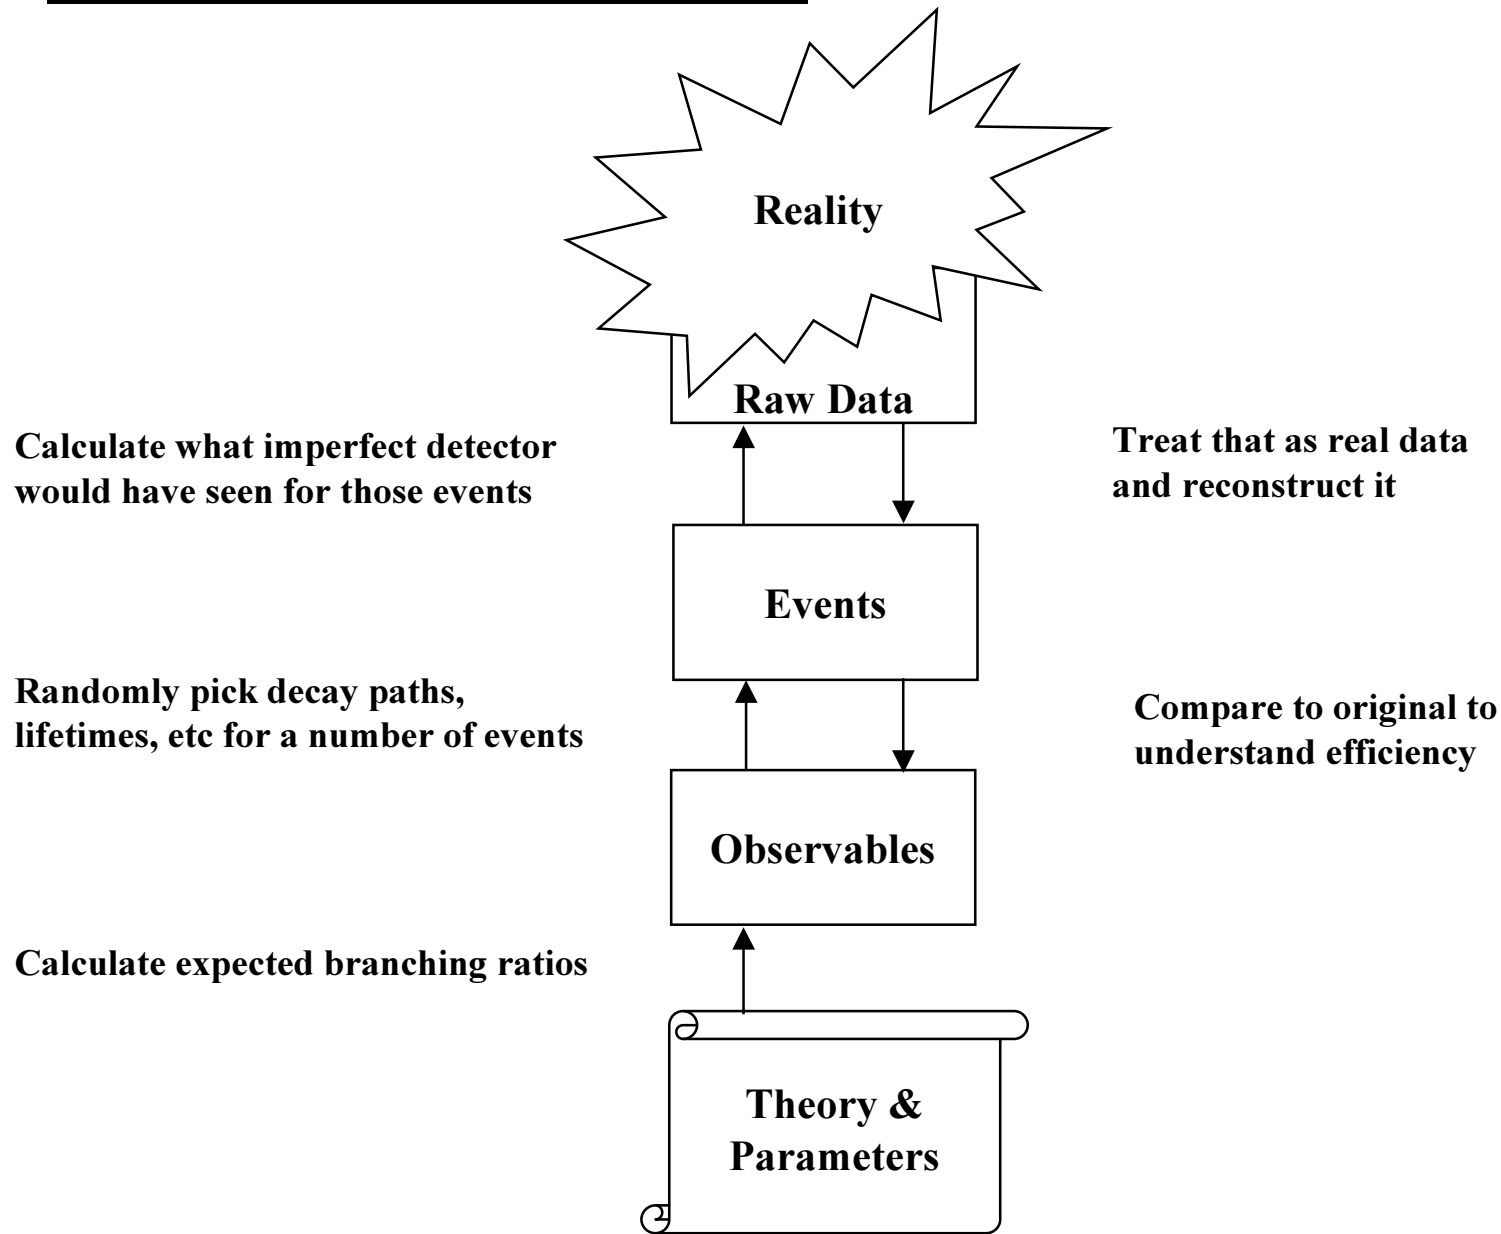 Reality
Raw Data
Calculate what imperfect detector
would have seen for those events
Treat that as real data
and reconstruct it
Events
Randomly pick decay paths,
lifetimes, etc for a number of events
Compare to original to
understand efficiency
Observables
Calculate expected branching ratios
Theory &
Parameters